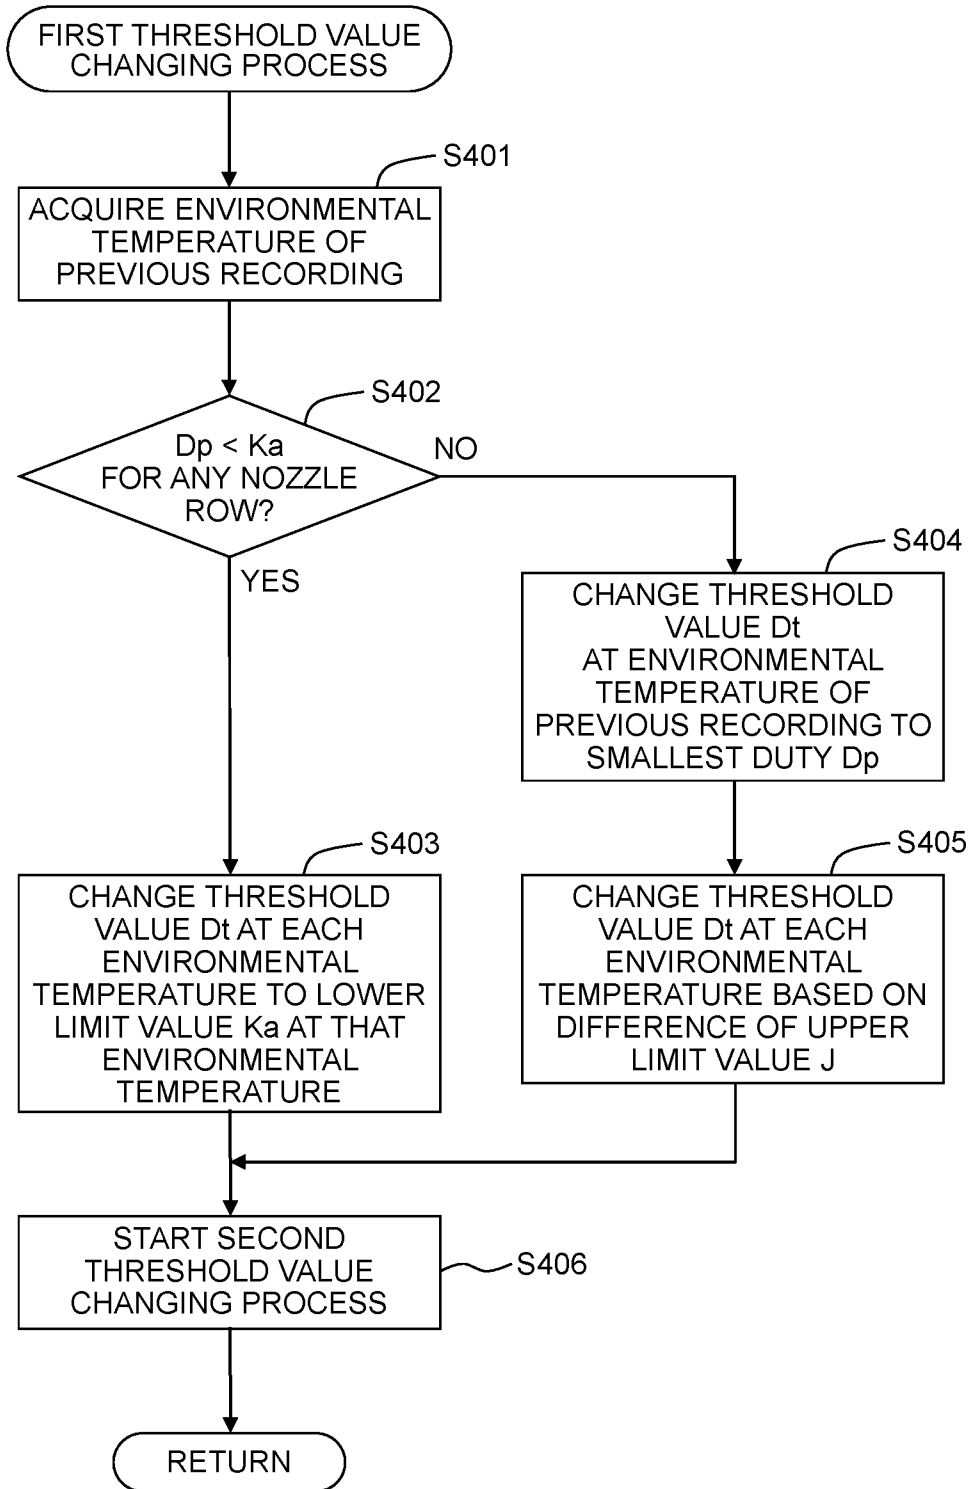 FIRST THRESHOLD VALUE
CHANGING PROCESS
S401
ACQUIRE ENVIRONMENTAL
TEMPERATURE OF
PREVIOUS RECORDING
S402
Dp < Ka
FOR ANY NOZZLE
ROW?
NO
YES
S404
CHANGE THRESHOLD
VALUE Dt
AT ENVIRONMENTAL
TEMPERATURE OF
PREVIOUS RECORDING TO
SMALLEST DUTY Dp
S403
CHANGE THRESHOLD
VALUE Dt AT EACH
ENVIRONMENTAL
TEMPERATURE TO LOWER
LIMIT VALUE Ka AT THAT
ENVIRONMENTAL
TEMPERATURE
S405
CHANGE THRESHOLD
VALUE Dt AT EACH
ENVIRONMENTAL
TEMPERATURE BASED ON
DIFFERENCE OF UPPER
LIMIT VALUE J
START SECOND
THRESHOLD VALUE
CHANGING PROCESS
S406
RETURN